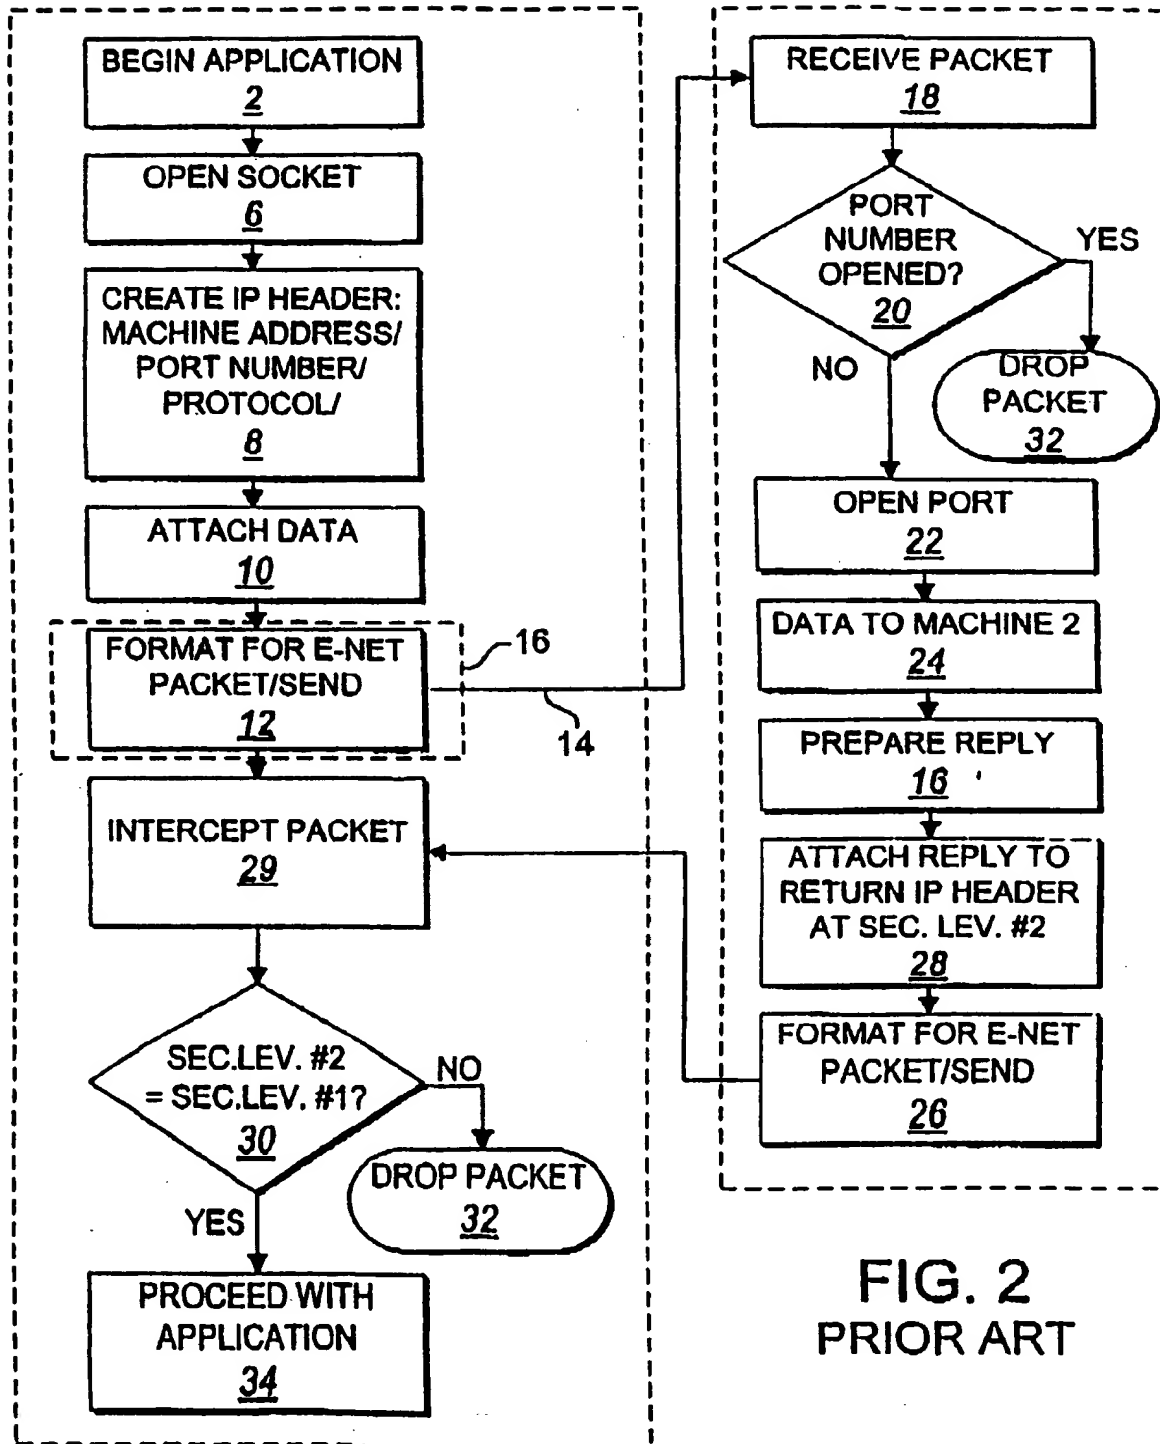 BEGIN APPLICATION
2
OPEN SOCKET
6
CREATE IP HEADER:
MACHINE ADDRESS/
PORT NUMBER/
PROTOCOL/
8
ATTACH DATA
10
FORMAT FOR E-NET
PACKET/SEND
12
16
14
INTERCEPT PACKET
29
SEC.LEV. #2
= SEC.LEV. #1?
30
NO
DROP PACKET
32
YES
PROCEED WITH
APPLICATION
34
RECEIVE PACKET
18
PORT
NUMBER
OPENED?
20
YES
DROP
PACKET
32
NO
OPEN PORT
22
DATA TO MACHINE 2
24
PREPARE REPLY
16
ATTACH REPLY TO
RETURN IP HEADER
AT SEC. LEV. #2
28
FORMAT FOR E-NET
PACKET/SEND
26
FIG. 2
PRIOR ART